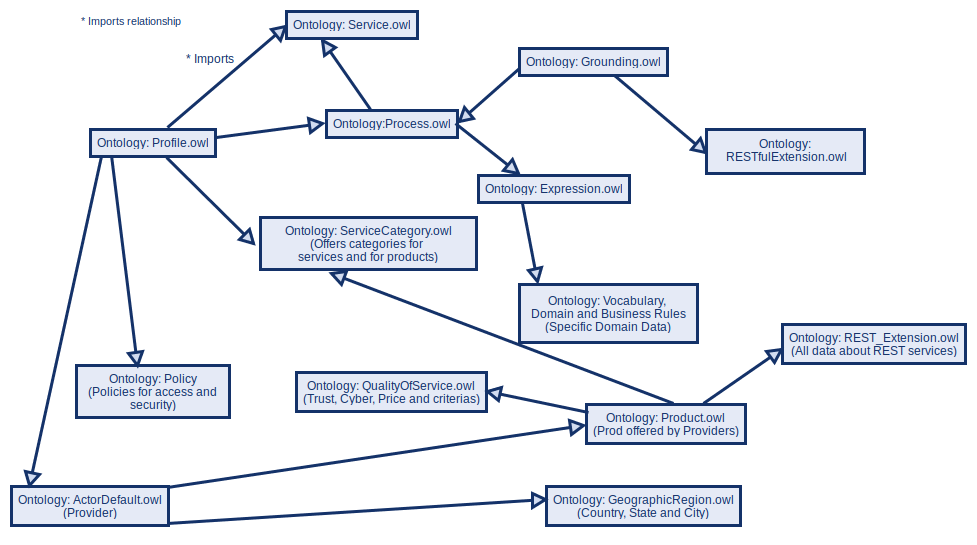 Ontology: Service.owl
* Imports relationship
* Imports
Ontology: Grounding.owl
Ontology:Process.owl
Ontology: Profile.owl
Ontology:
RESTfulExtension.owl
Ontology: Expression.owl
Ontology: ServiceCategory.owl
(Offers categories for
services and for products)
Ontology: Vocabulary,
Domain and Business Rules
(Specific Domain Data)
Ontology: REST_Extension.owl
(All data about REST services)
Ontology: Policy
(Policies for access and
security)
Ontology: QualityOfService.owl
(Trust, Cyber, Price and criterias)
Ontology: Product.owl
(Prod offered by Providers)
Ontology: ActorDefault.owl
(Provider)
Ontology: GeographicRegion.owl
(Country, State and City)